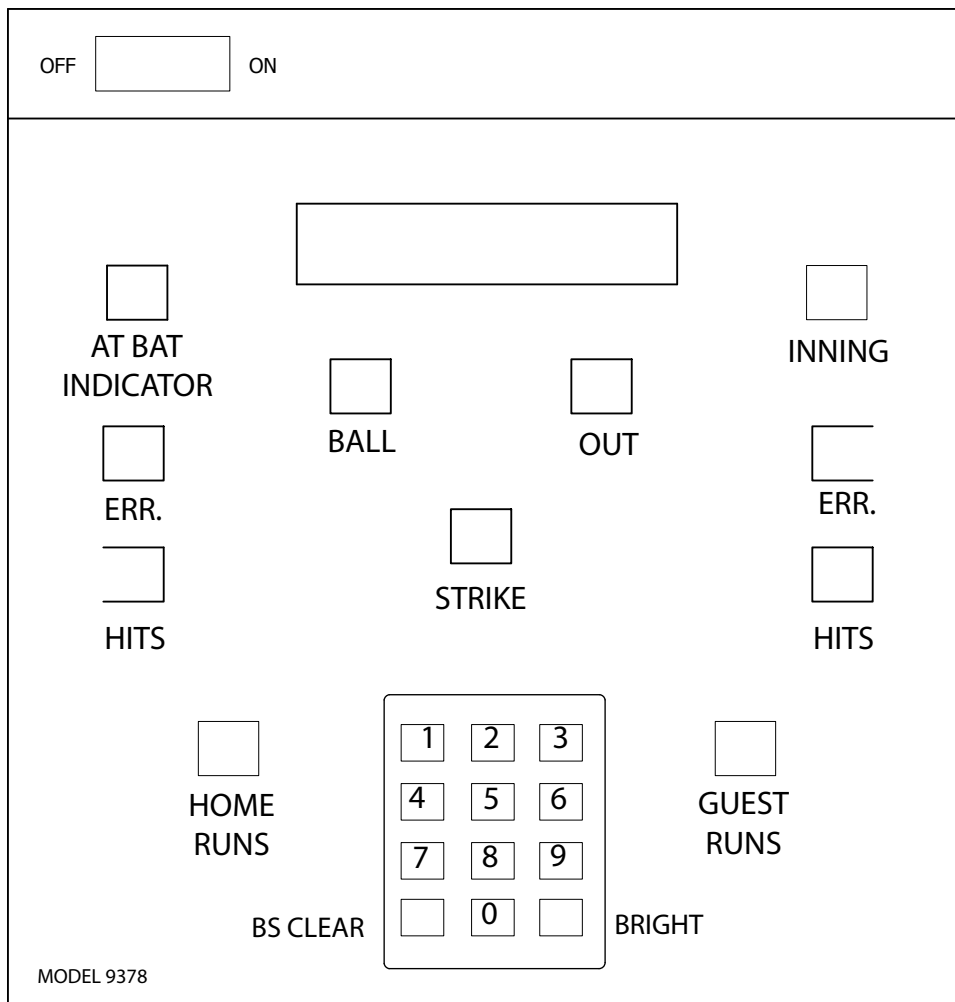 OFF ON
AT BAT
INDICATOR
INNING
BALL
OUT
ERR.
ERR.
STRIKE
HITS
HITS
1 2 3
4 5 6
7 8 9
0
HOME
RUNS
GUEST
RUNS
BS CLEAR
BRIGHT
MODEL 9378